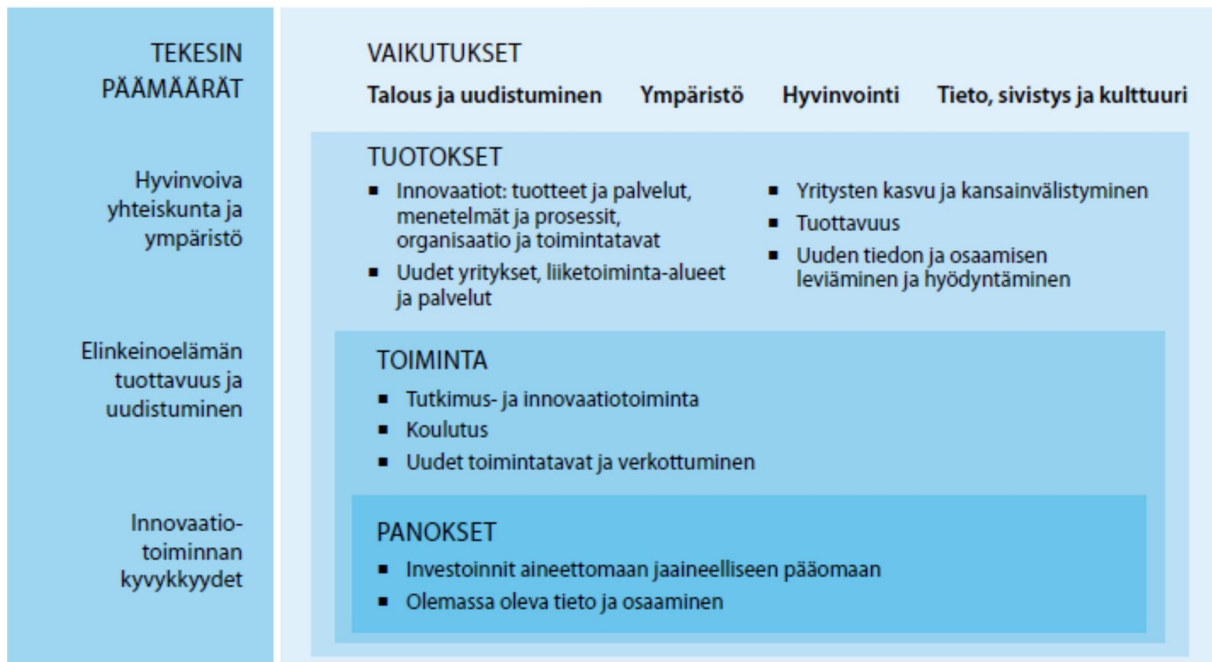 TEKESIN
PÄÄMÄÄRÄT
Hyvinvoiva
yhteiskunta ja
ympäristö
Elinkeinoelämän
tuottavuus ja
uudistuminen
Innovaatio-
toiminnan
kyvykkyydet
VAIKUTUKSET
Talous ja uudistuminen Ympäristö Hyvinvointi Tieto, sivistys ja kulttuuri
TUOTOKSET
▪ Innovaatiot: tuotteet ja palvelut,
menetelmät ja prosessit,
organisaatio ja toimintatavat
▪ Uudet yritykset, liiketoiminta-alueet
ja palvelut
▪ Yritysten kasvu ja kansainvälistyminen
▪ Tuottavuus
▪ Uuden tiedon ja osaamisen
leviäminen ja hyödyntäminen
TOIMINTA
▪ Tutkimus- ja innovaatiotoiminta
▪ Koulutus
▪ Uudet toimintatavat ja verkottuminen
PANOKSET
▪ Investoinnit aineettomaan jaaineelliseen pääomaan
▪ Olemassa oleva tieto ja osaaminen